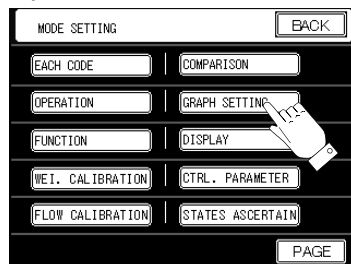 MODE SETTING BACK
EACH CODE COMPARISON
OPERATION GRAPH SETTING
FUNCTION DISPLAY
WEI. CALIBRATION CTRL. PARAMETER
FLOW CALIBRATION STATES ASCERTAIN
PAGE